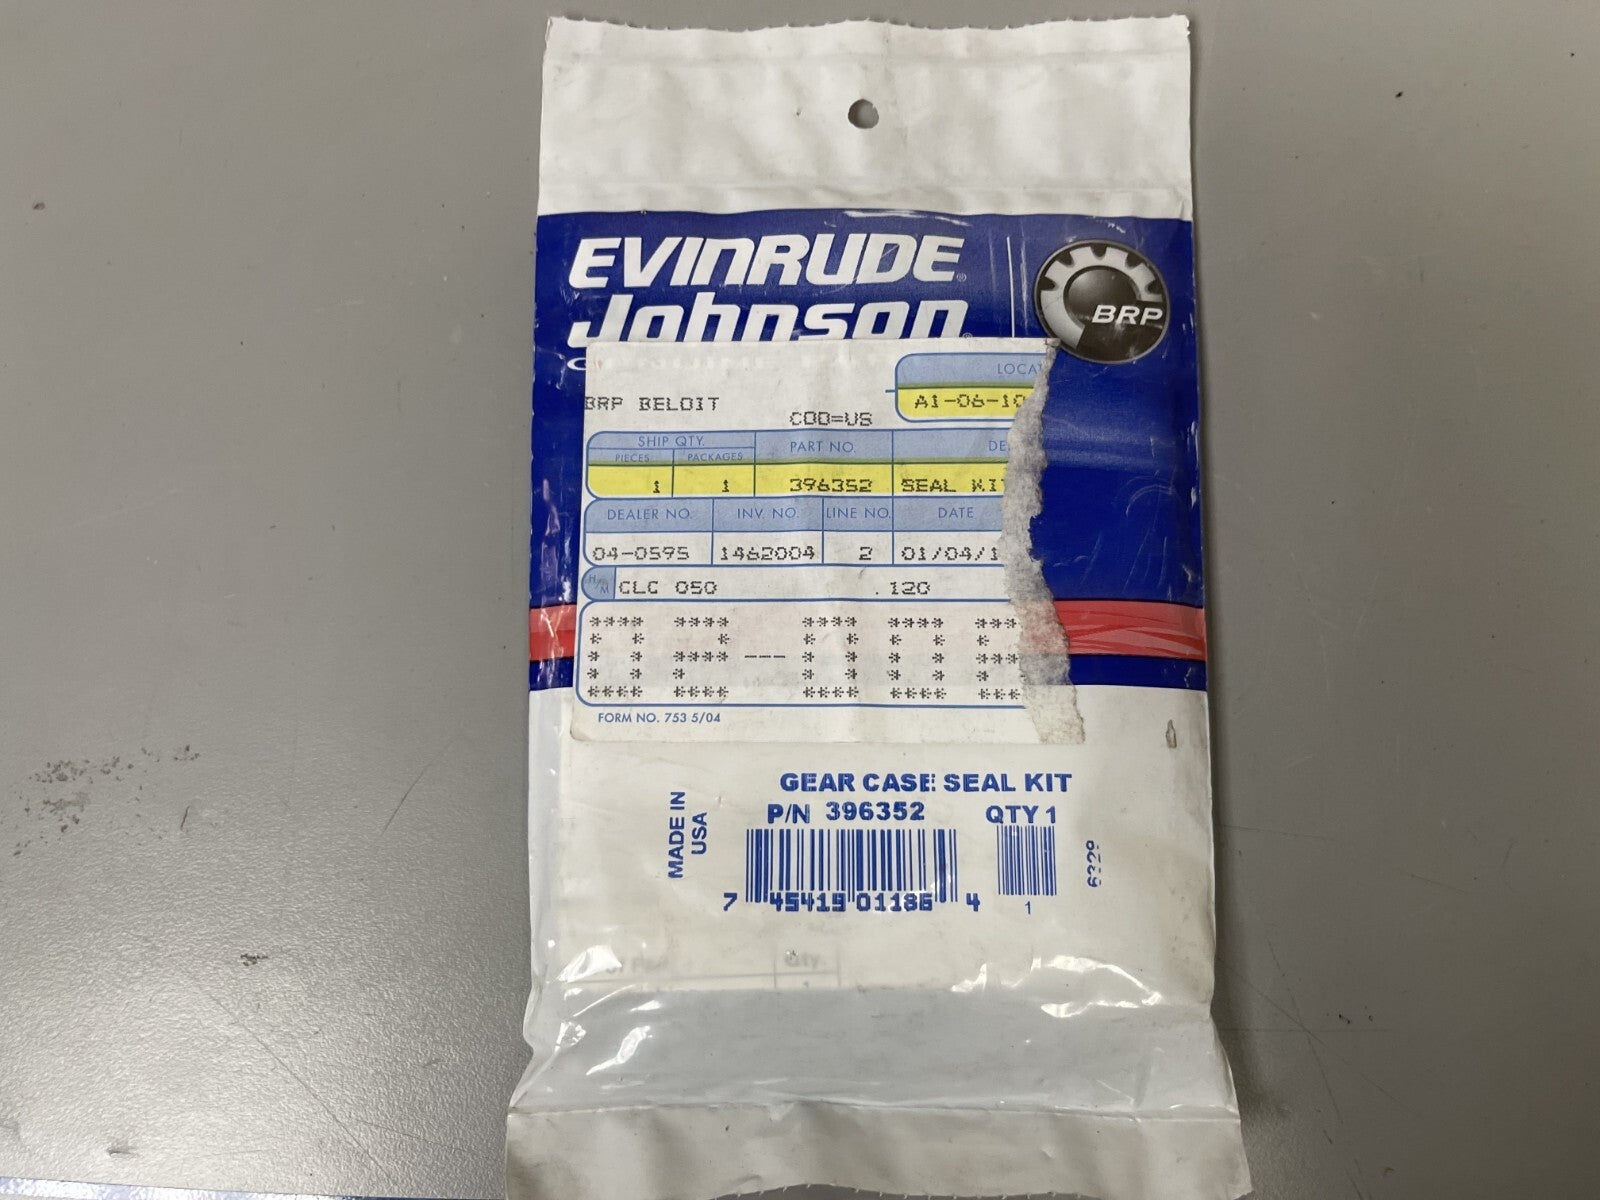 EVINRUDE
Johnson
BRP
BRP BELOIT
COD=US
A1-06-10
SHIP QTY.
PART NO.
PIECES PACKAGES
1 1 396352 SEAL KIT
DEALER NO. INV. NO. LINE NO. DATE
04-0595 1462004 2 01/04/1
H/M CLC 050 .120
FORM NO. 753 5/04
GEAR CASE SEAL KIT
P/N 396352 QTY 1
MADE IN
USA
7 45415 01186 4
1
6329
Qty.